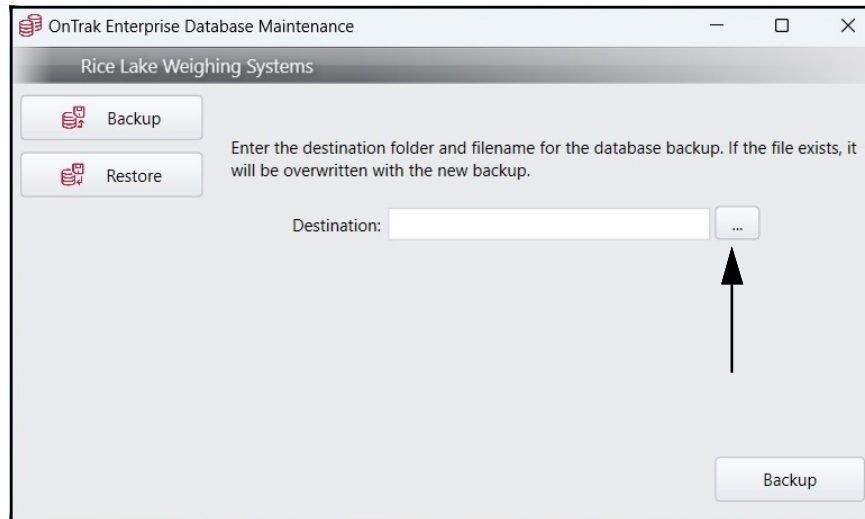 OnTrak Enterprise Database Maintenance
Rice Lake Weighing Systems
Backup
Restore
Enter the destination folder and filename for the database backup. If the file exists, it
will be overwritten with the new backup.
Destination:
...
Backup